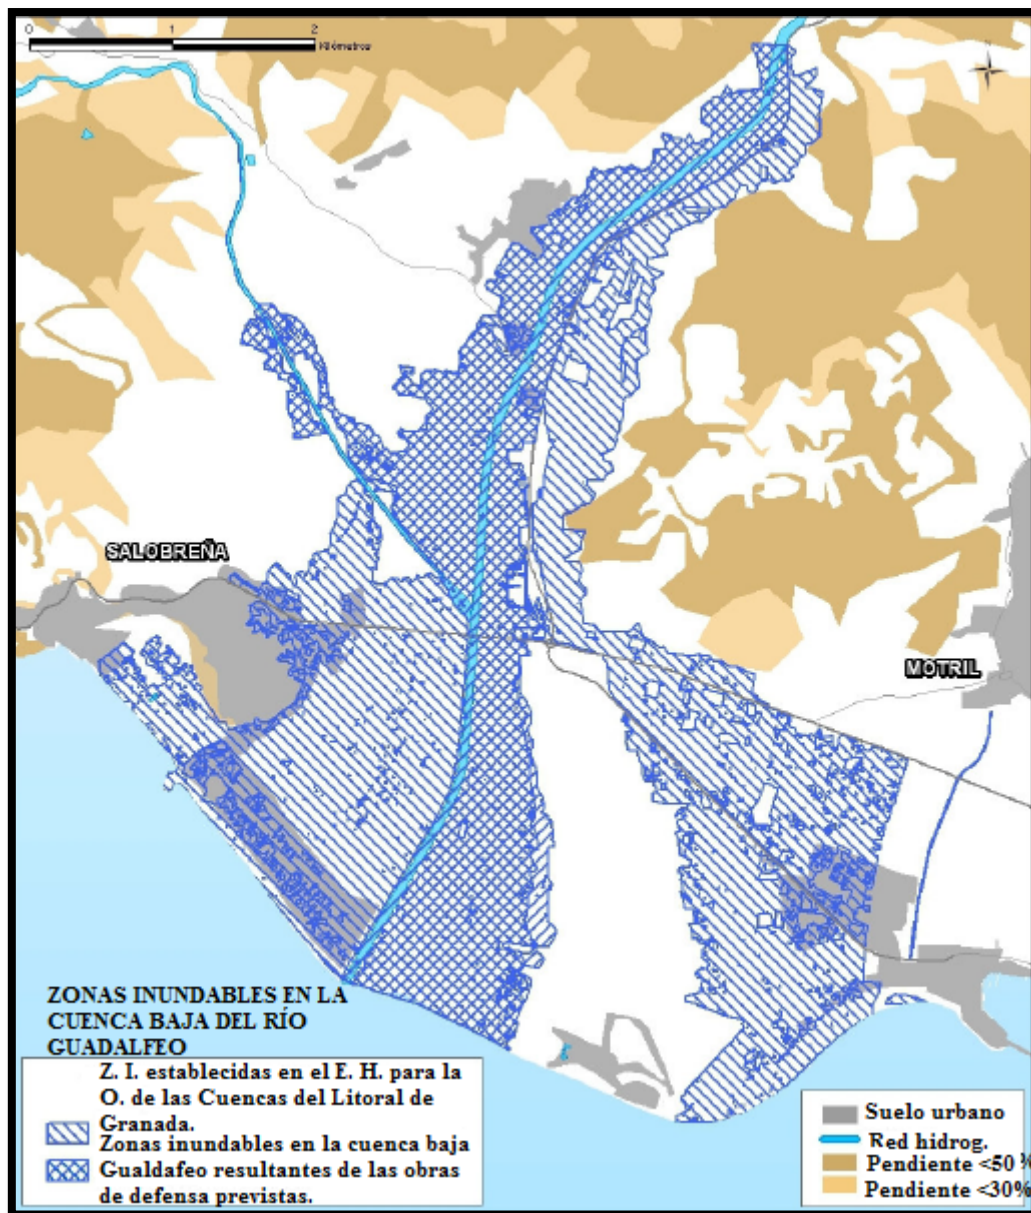 0 1 2
Kilómetros
SALOBREÑA
MOTRIL
ZONAS INUNDABLES EN LA
CUENCA BAJA DEL RÍO
GUADALFEO
Z. I. establecidas en el E. H. para la
O. de las Cuencas del Litoral de
Granada.
Zonas inundables en la cuenca baja
Gualdafeo resultantes de las obras
de defensa previstas.
Suelo urbano
Red hidrog.
Pendiente <50 %
Pendiente <30%